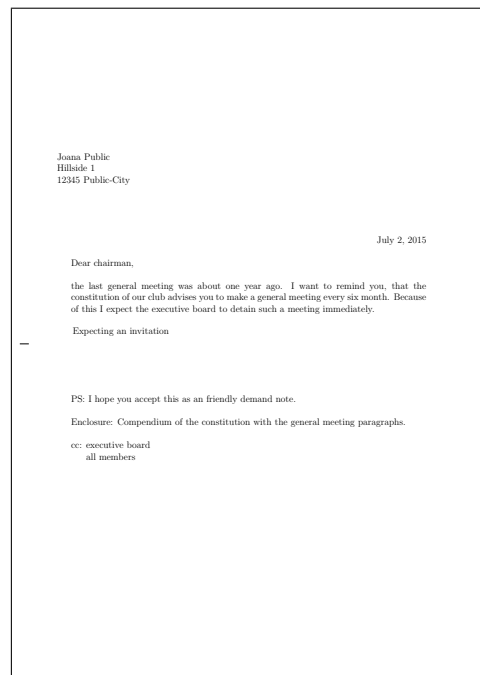 Joana Public
Hillside 1
12345 Public-City
July 2, 2015
Dear chairman,
the last general meeting was about one year ago. I want to remind you, that the
constitution of our club advises you to make a general meeting every six month. Because
of this I expect the executive board to detain such a meeting immediately.
Expecting an invitation
PS: I hope you accept this as an friendly demand note.
Enclosure: Compendium of the constitution with the general meeting paragraphs.
cc: executive board
all members